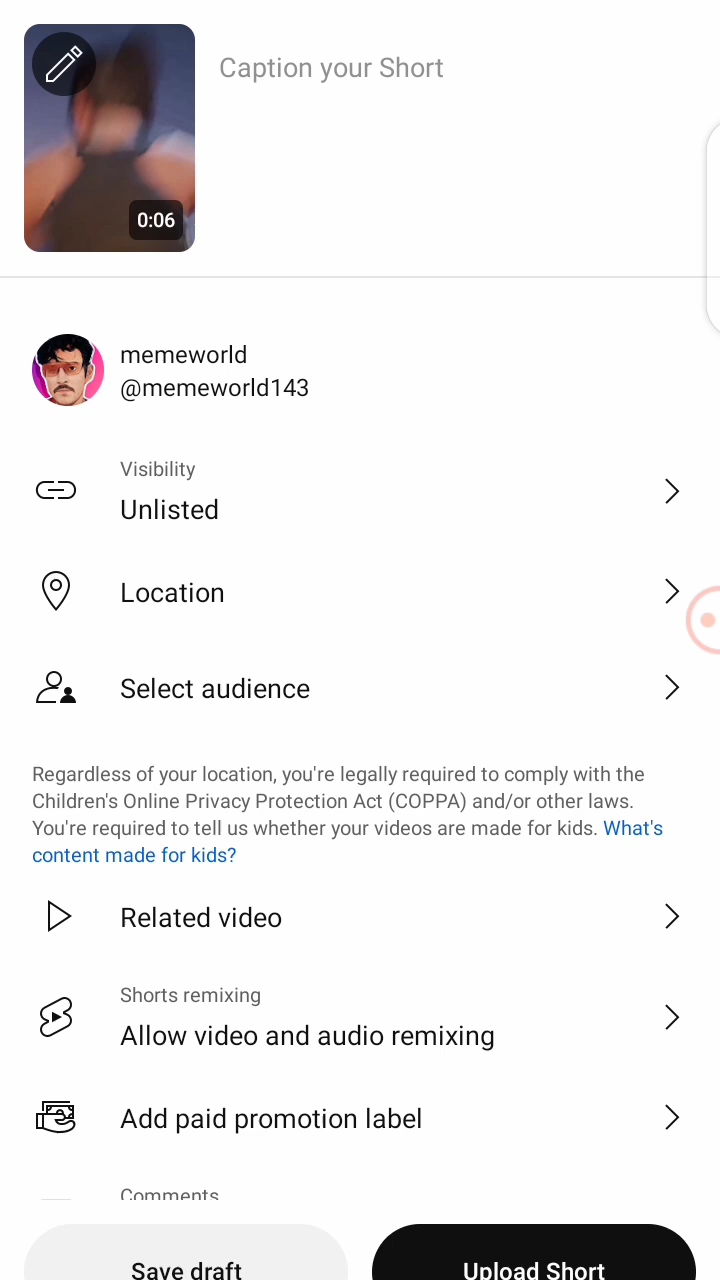 Caption your Short
0:06
memeworld
@memeworld143
Visibility
Unlisted
Location
Select audience
Regardless of your location, you're legally required to comply with the
Children's Online Privacy Protection Act (COPPA) and/or other laws.
You're required to tell us whether your videos are made for kids. What's
content made for kids?
Related video
Shorts remixing
Allow video and audio remixing
Add paid promotion label
Comments
Save draft
Upload Short